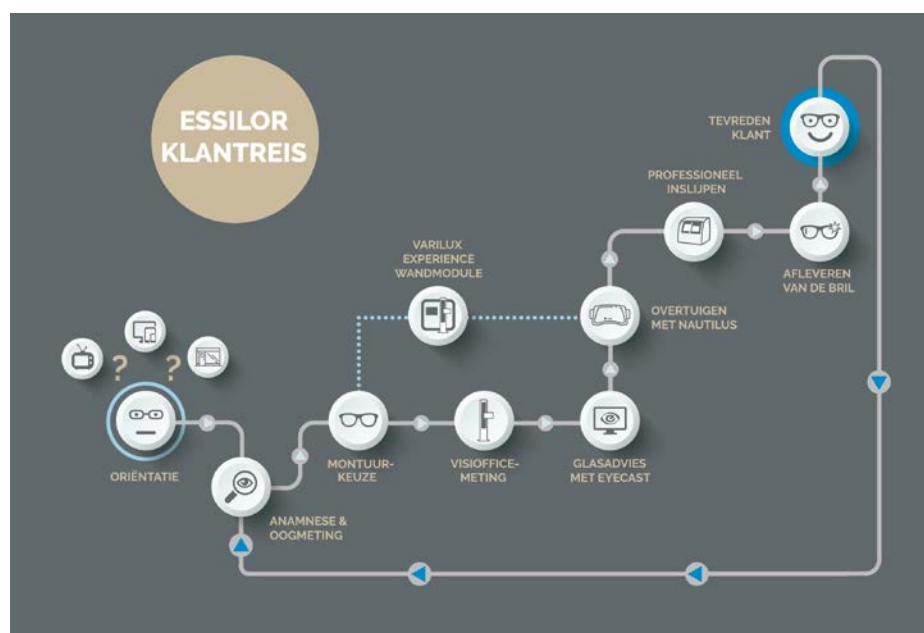 ESSILOR
KLANTREIS
TEVREDEN
KLANT
PROFESSIONEEL
INSLIJPEN
AFLEVEREN
VAN DE BRIL
VARILUX
EXPERIENCE
WANDMODULE
OVERTUIGEN
MET NAUTILUS
?
?
ORIËNTATIE
MONTUUR-
KEUZE
VISIOFFICE-
METING
GLASADVIES
MET EYECAST
ANAMNESE &
OOGMETING